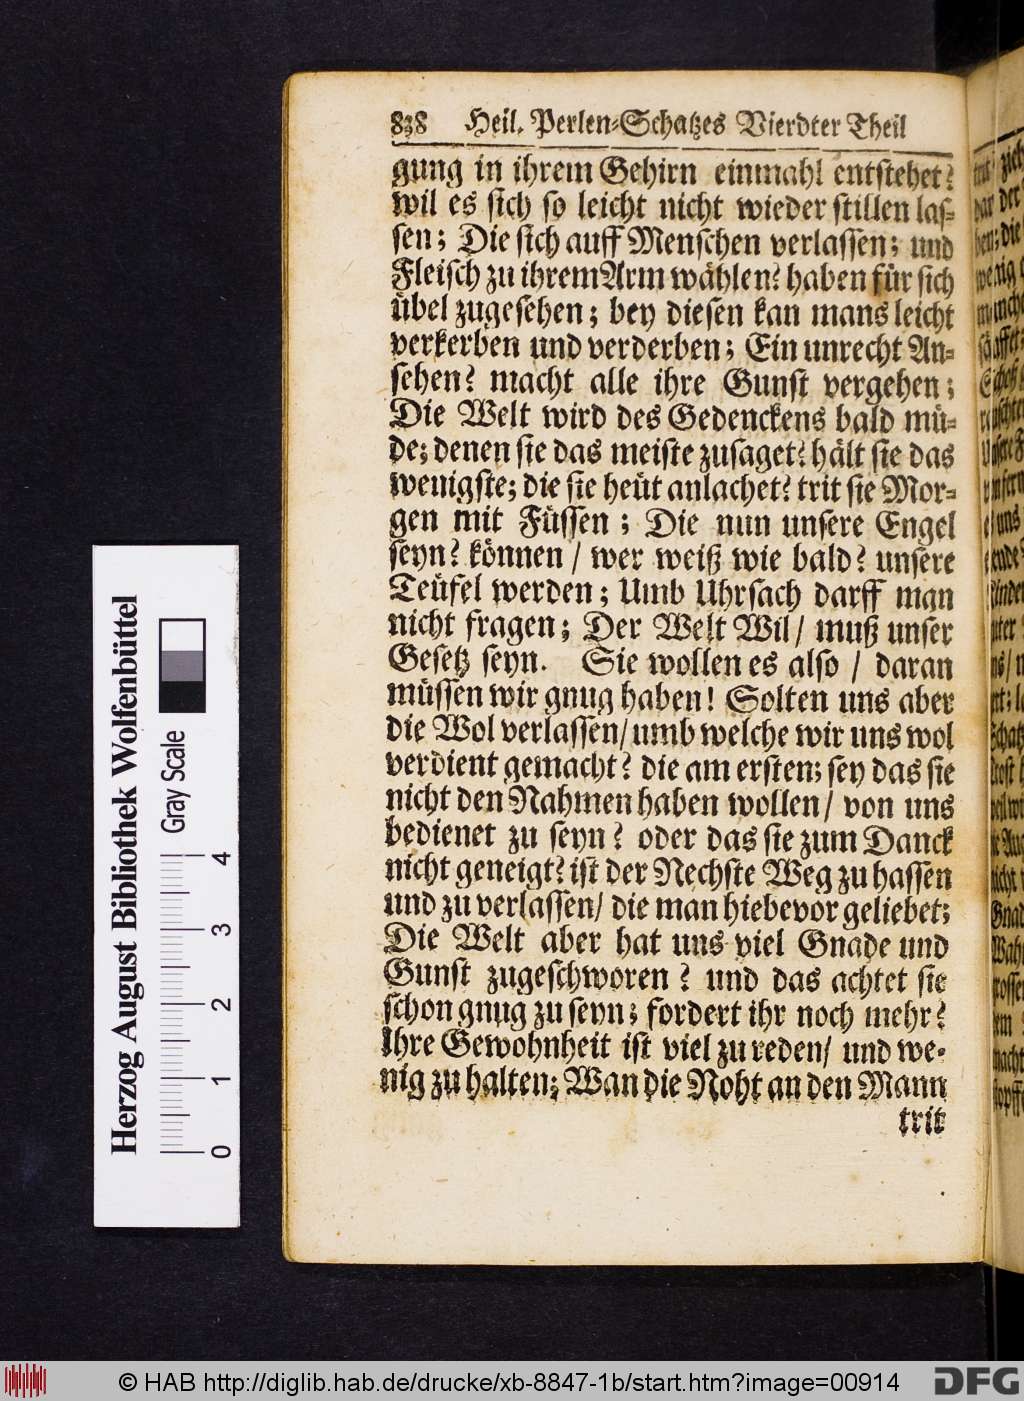 838 Heil. Perlen-Schatzes Vierdter Theil
gung in ihrem Gehirn einmahl entstehet?
wil es sich so leicht nicht wieder stillen las-
sen; Die sich auff Menschen verlassen; und
Fleisch zu ihrem Arm wählen? haben für sich
übel zugesehen; bey diesen kan mans leicht
verkerben und verderben; Ein unrecht An-
sehen? macht alle ihre Gunst vergehen;
Die Welt wird des Gedenckens bald mü-
de; denen sie das meiste zusaget? hält sie das
wenigste; die sie heüt anlachet? trit sie Mor-
gen mit Füssen; Die nun unsere Engel
seyn? können / wer weiß wie bald? unsere
Teüfel werden; Umb Uhrsach darff man
nicht fragen; Der Welt Wil / muß unser
Gesetz seyn. Sie wollen es also / daran
müssen wir gnug haben! Solten uns aber
die Wol verlassen / umb welche wir uns wol
verdient gemacht? die am ersten; sey das sie
nicht den Nahmen haben wollen / von uns
bedienet zu seyn? oder das sie zum Danck
nicht geneigt? ist der Nechste Weg zu hassen
und zu verlassen / die man hiebevor geliebet;
Die Welt aber hat uns viel Gnade und
Gunst zugeschworen? und das achtet sie
schon gnug zu seyn; fordert ihr noch mehr?
Ihre Gewohnheit ist viel zu reden / und we-
nig zu halten; Wan die Noht an den Mann
trit
Herzog August Bibliothek Wolfenbüttel
Gray Scale
0 1 2 3 4
© HAB http://diglib.hab.de/drucke/xb-8847-1b/start.htm?image=00914
DFG